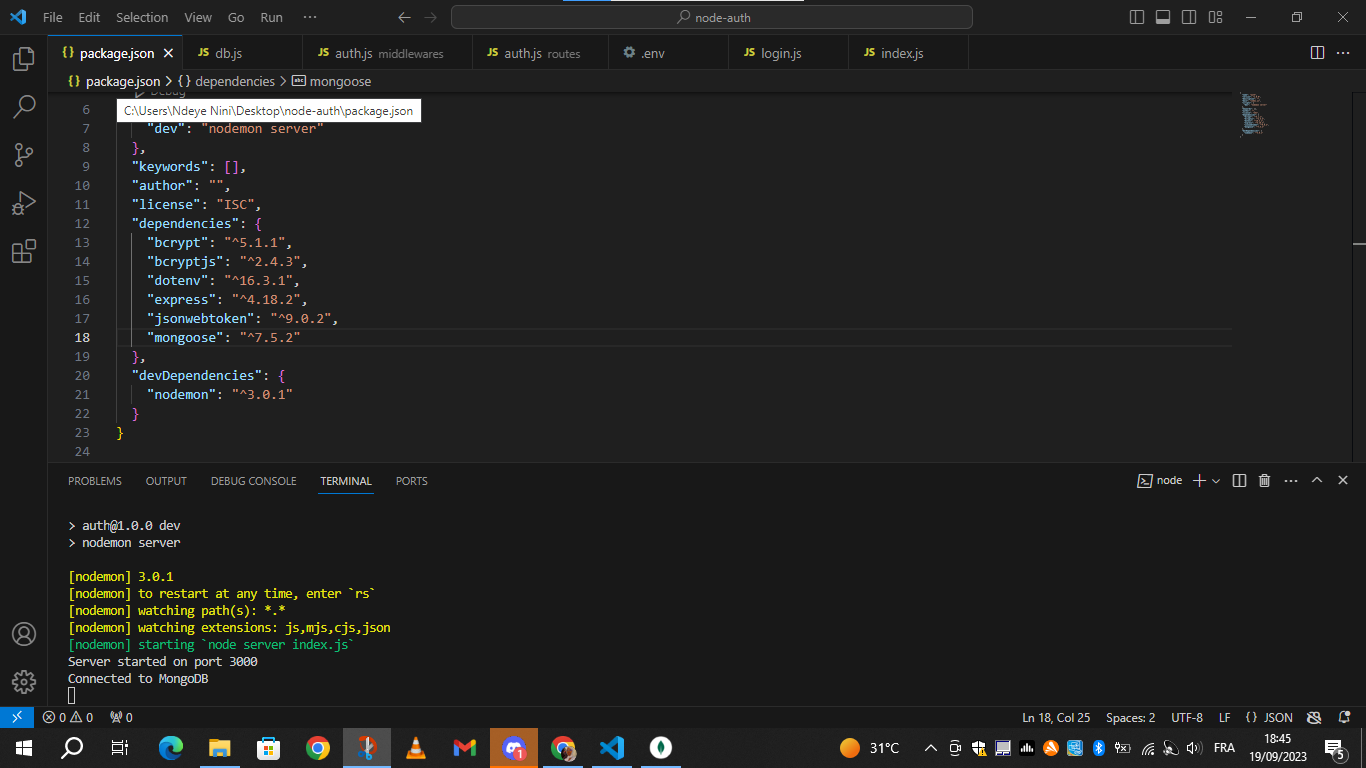 File Edit Selection View Go Run ···
node-auth
{} package.json
JS db.js
JS auth.js middlewares
JS auth.js routes
.env
JS login.js
JS index.js
{} package.json > {} dependencies > abc mongoose
Debug
C:\Users\Ndeye Nini\Desktop\node-auth\package.json
6
7 "dev": "nodemon server"
8 },
9 "keywords": [],
10 "author": "",
11 "license": "ISC",
12 "dependencies": {
13 "bcrypt": "^5.1.1",
14 "bcryptjs": "^2.4.3",
15 "dotenv": "^16.3.1",
16 "express": "^4.18.2",
17 "jsonwebtoken": "^9.0.2",
18 "mongoose": "^7.5.2"
19 },
20 "devDependencies": {
21 "nodemon": "^3.0.1"
22 }
23 }
24
PROBLEMS OUTPUT DEBUG CONSOLE TERMINAL PORTS
node
> auth@1.0.0 dev
> nodemon server
[nodemon] 3.0.1
[nodemon] to restart at any time, enter `rs`
[nodemon] watching path(s): *.*
[nodemon] watching extensions: js,mjs,cjs,json
[nodemon] starting `node server index.js`
Server started on port 3000
Connected to MongoDB
0 0 0
Ln 18, Col 25 Spaces: 2 UTF-8 LF {} JSON
1
31°C
FRA
18:45
19/09/2023
5